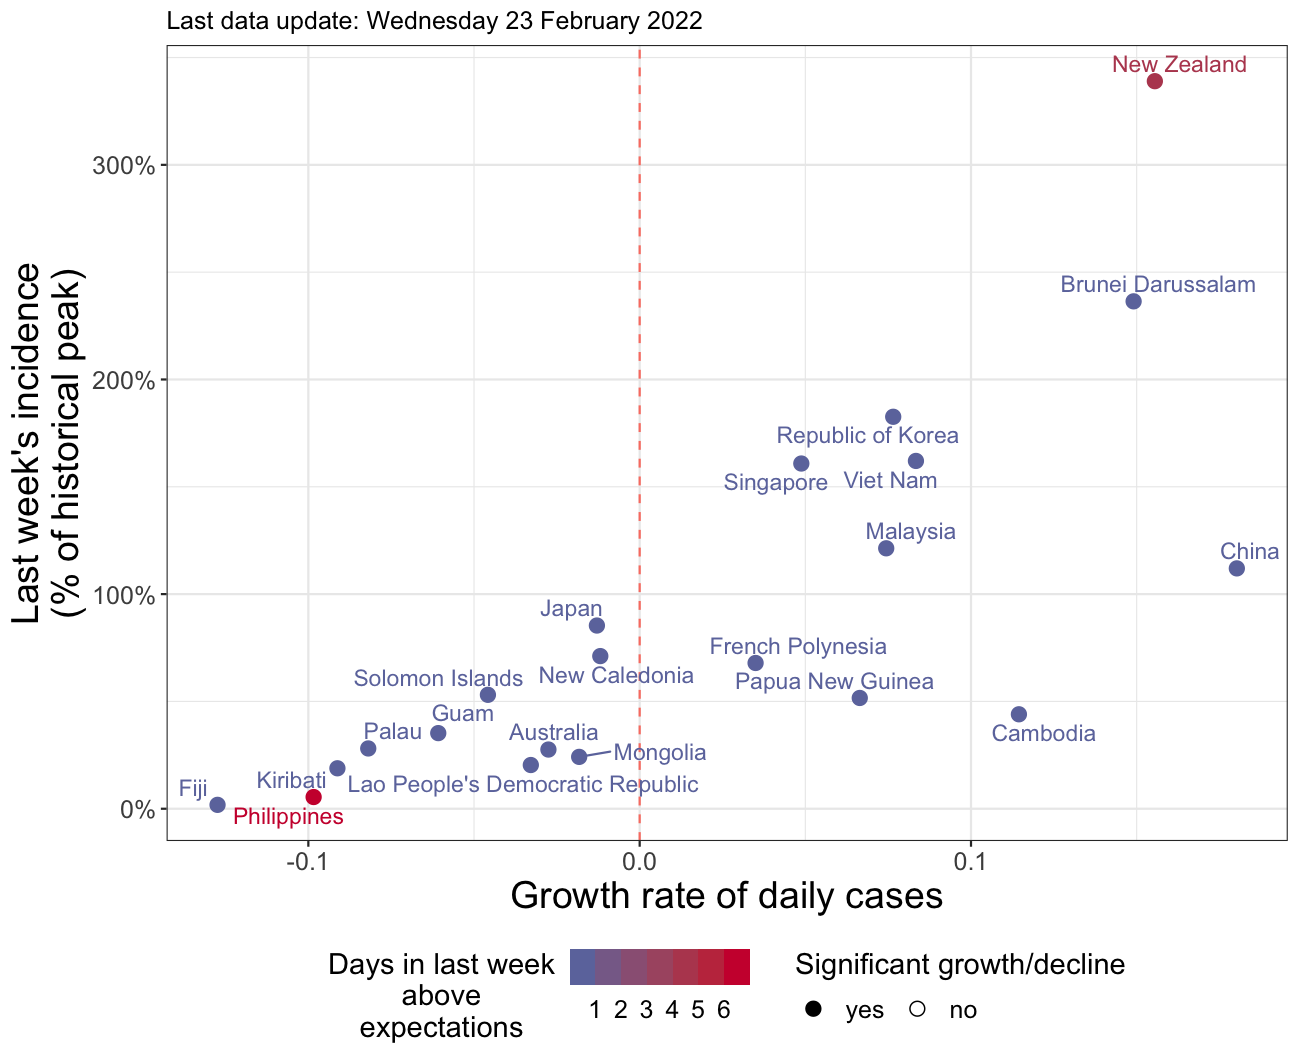 Last data update: Wednesday 23 February 2022
New Zealand
300%
Brunei Darussalam
Last week's incidence
(% of historical peak)
200%
Republic of Korea
Singapore
Viet Nam
Malaysia
China
100%
Japan
French Polynesia
New Caledonia
Solomon Islands
Papua New Guinea
Guam
Palau
Australia
Cambodia
Mongolia
Kiribati
Lao People's Democratic Republic
Fiji
0%
Philippines
-0.1
0.0
0.1
Growth rate of daily cases
Days in last week
above
expectations
1 2 3 4 5 6
Significant growth/decline
yes
no